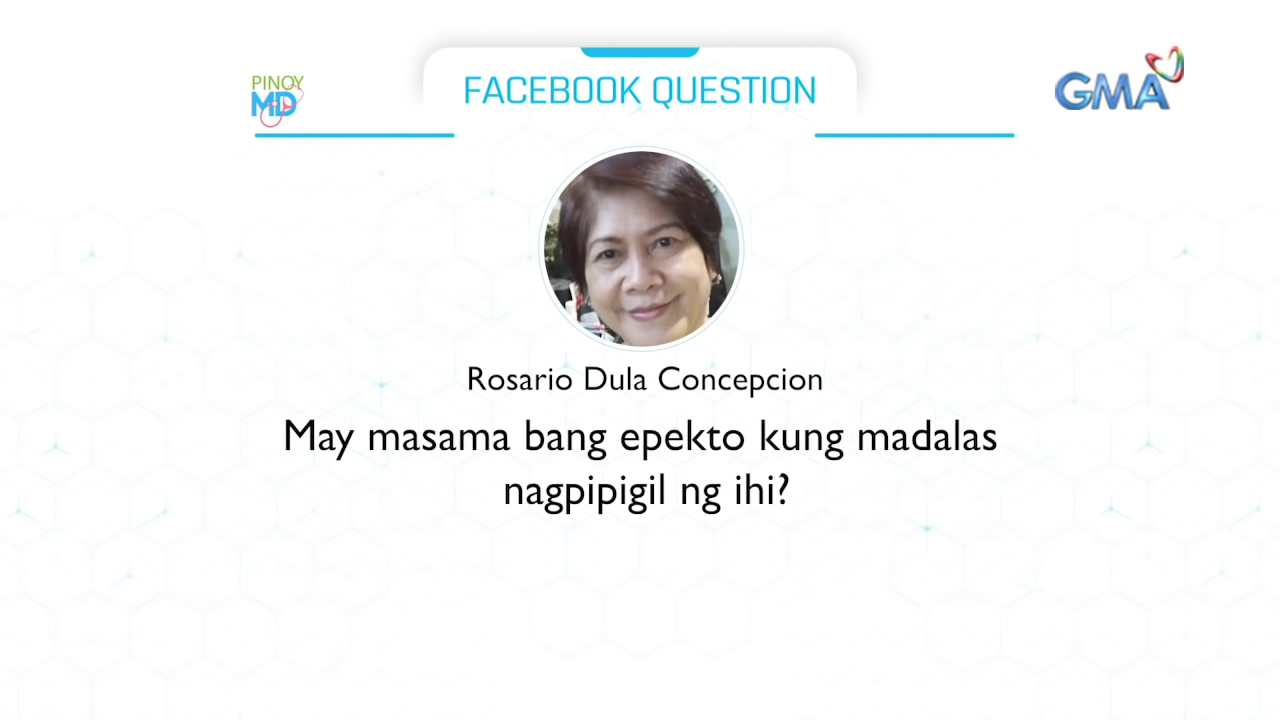 PINOY
MD
FACEBOOK QUESTION
GMA
Rosario Dula Concepcion
May masama bang epekto kung madalas
nagpipigil ng ihi?